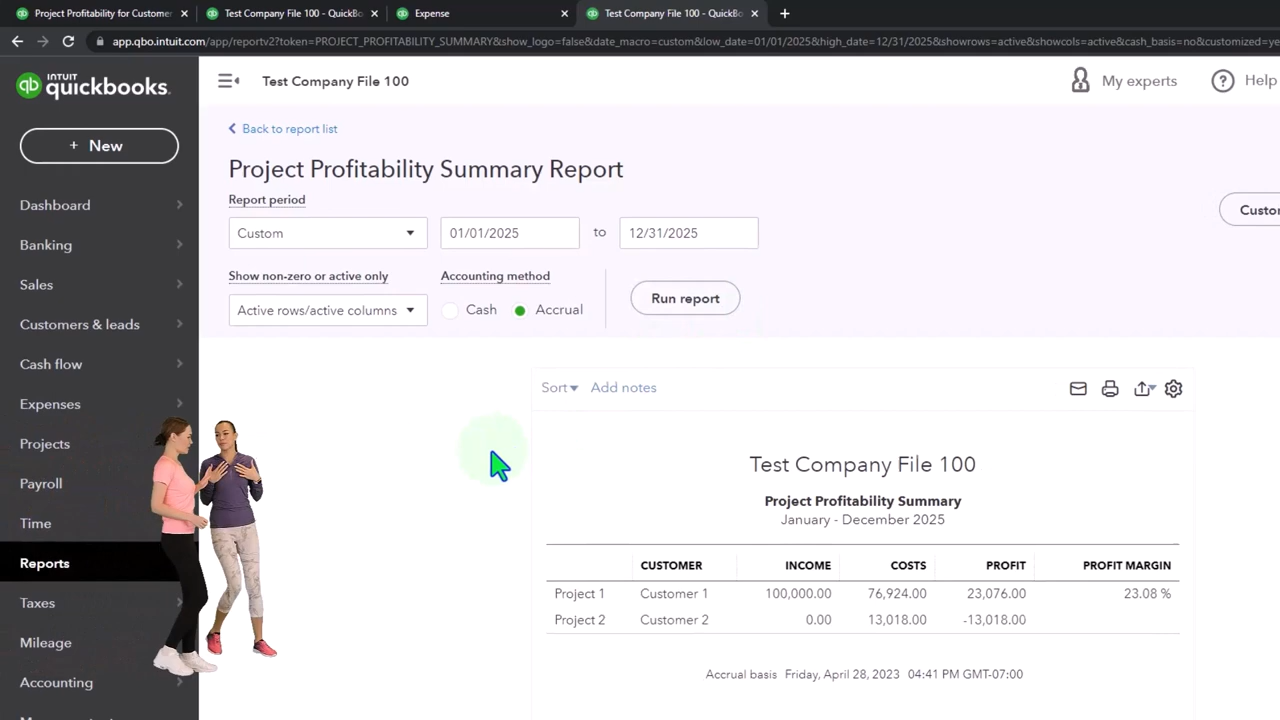 Project Profitability for Customer
Test Company File 100 - QuickBo
Expense
Test Company File 100 - QuickBo
app.qbo.intuit.com/app/reportv2?token=PROJECT_PROFITABILITY_SUMMARY&show_logo=false&date_macro=custom&low_date=01/01/2025&high_date=12/31/2025&showrows=active&showcols=active&cash_basis=no&customized=ye
INTUIT
quickbooks.
Test Company File 100
My experts
Help
+ New
Back to report list
Project Profitability Summary Report
Report period
Custom
01/01/2025
to
12/31/2025
Custor
Show non-zero or active only
Accounting method
Active rows/active columns
Cash
Accrual
Run report
Dashboard
Banking
Sales
Customers & leads
Cash flow
Expenses
Projects
Payroll
Time
Reports
Taxes
Mileage
Accounting
Sort
Add notes
Test Company File 100
Project Profitability Summary
January - December 2025
CUSTOMER INCOME COSTS PROFIT PROFIT MARGIN
Project 1 Customer 1 100,000.00 76,924.00 23,076.00 23.08 %
Project 2 Customer 2 0.00 13,018.00 -13,018.00
Accrual basis Friday, April 28, 2023 04:41 PM GMT-07:00